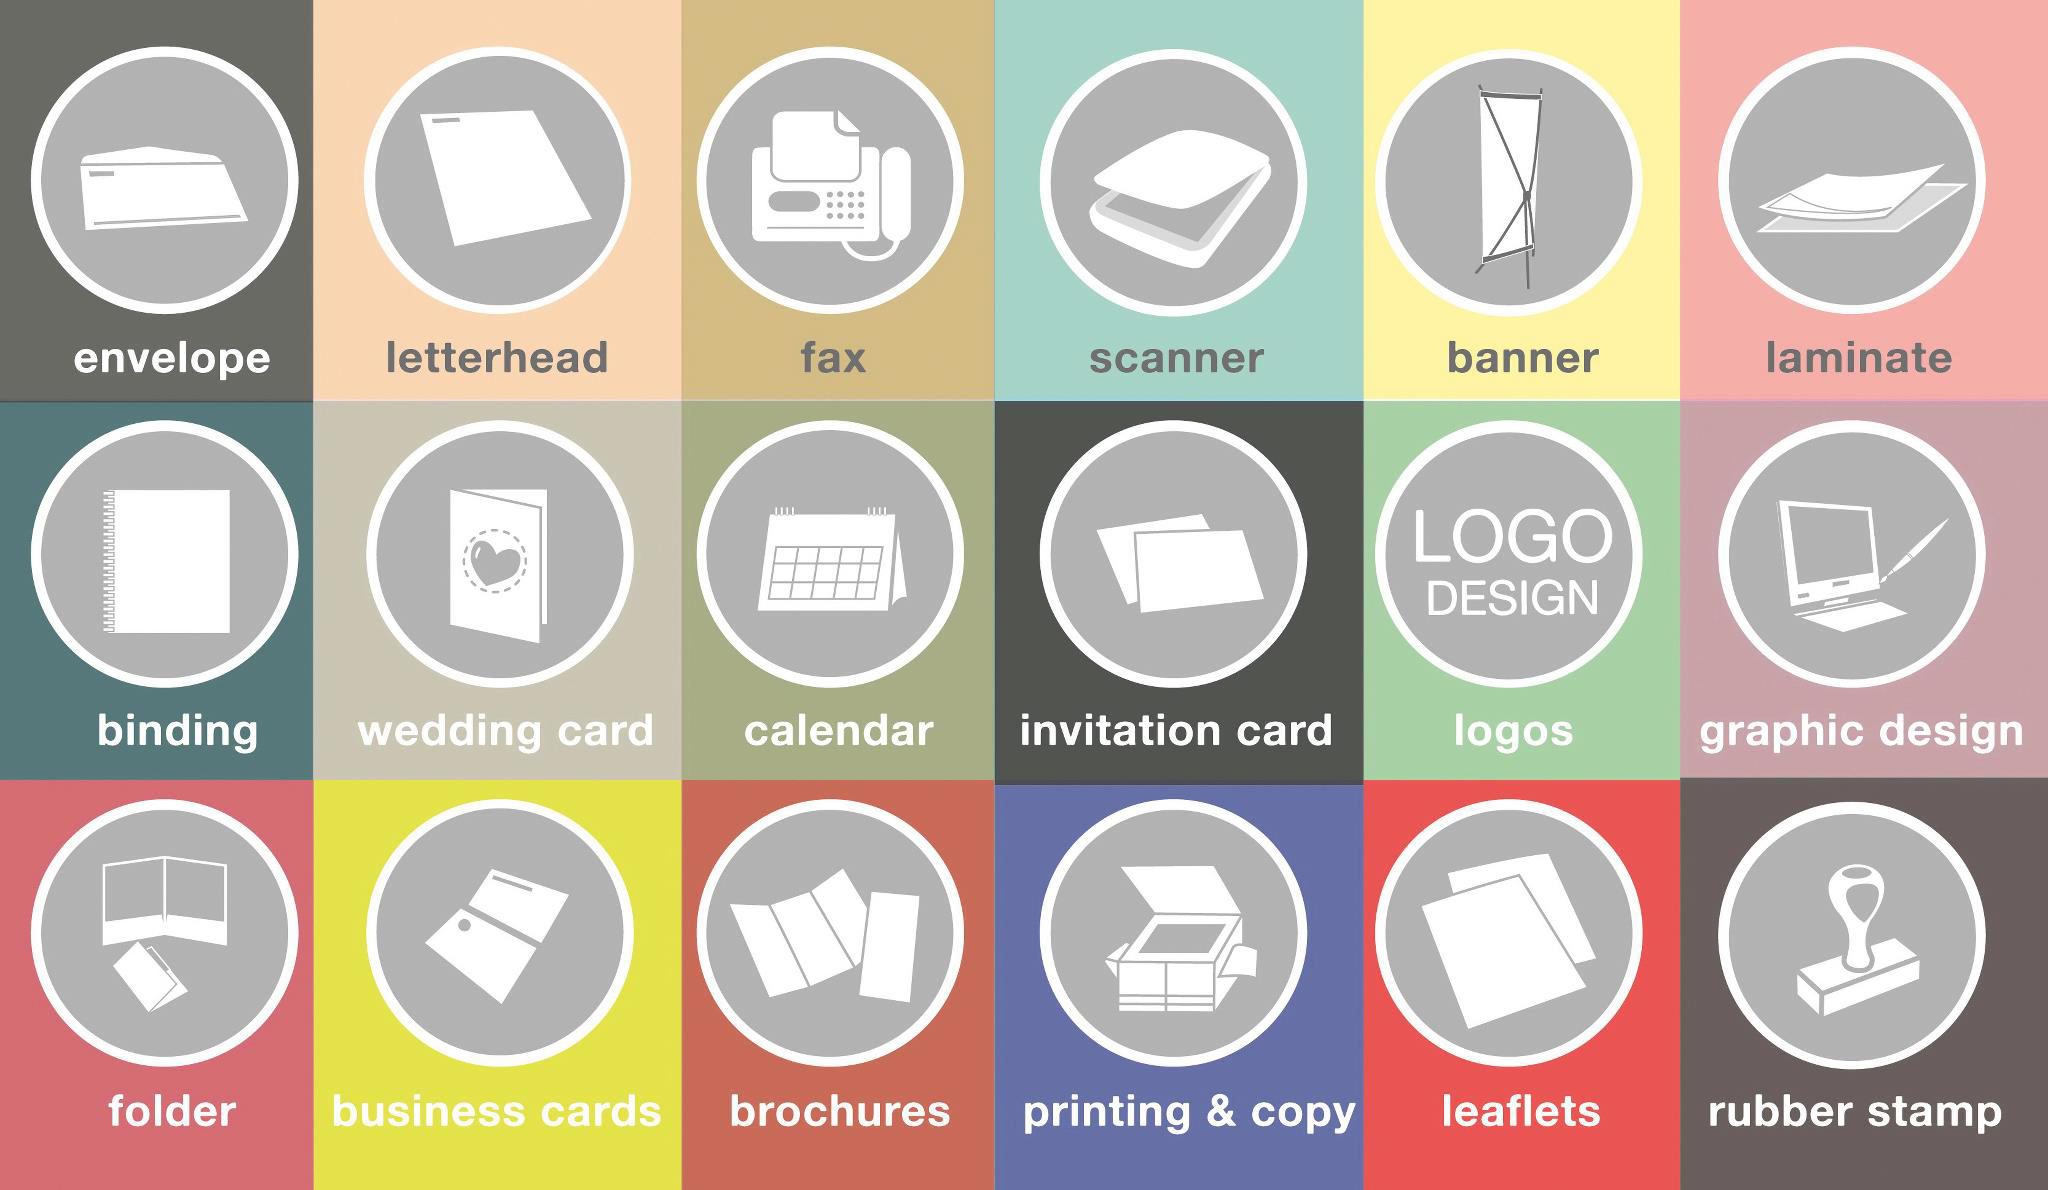 envelope
letterhead
fax
scanner
banner
laminate
LOGO
DESIGN
binding
wedding card
calendar
invitation card
logos
graphic design
folder
business cards
brochures
printing & copy
leaflets
rubber stamp